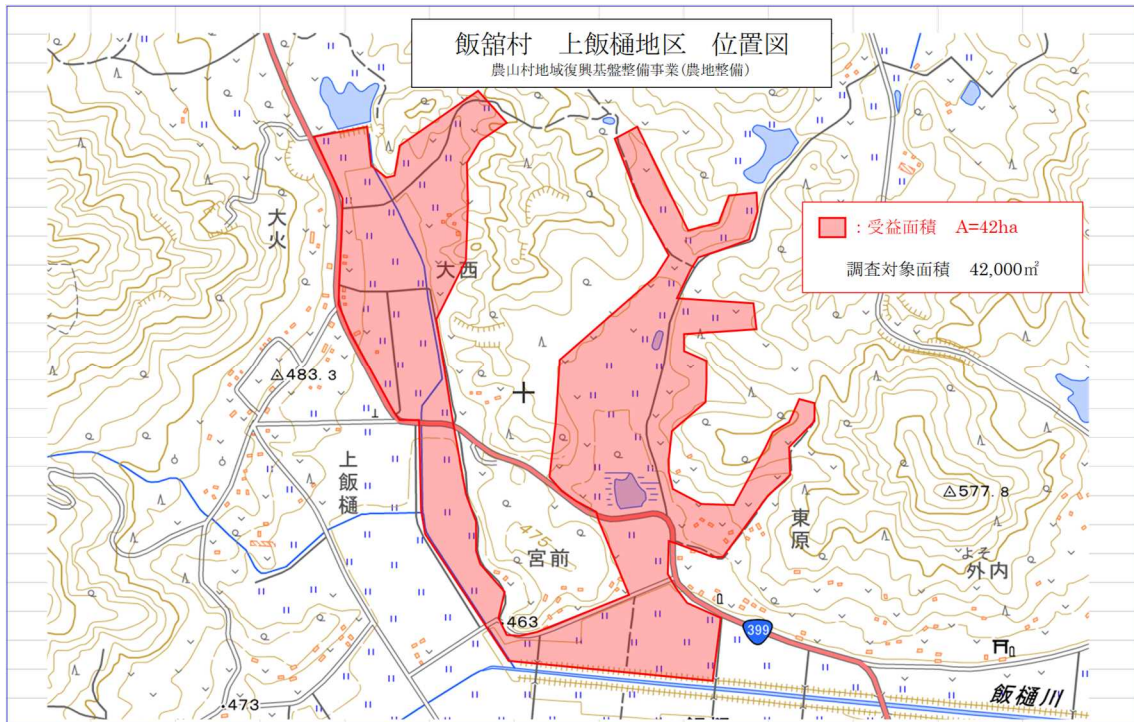 飯舘村　上飯樋地区　位置図
農山村地域復興基盤整備事業(農地整備)
：受益面積　A=42ha
調査対象面積　42,000㎡
大火
大西
483.3
上飯樋
577.8
東原
475
宮前
よそ
外内
463
399
473
飯樋川